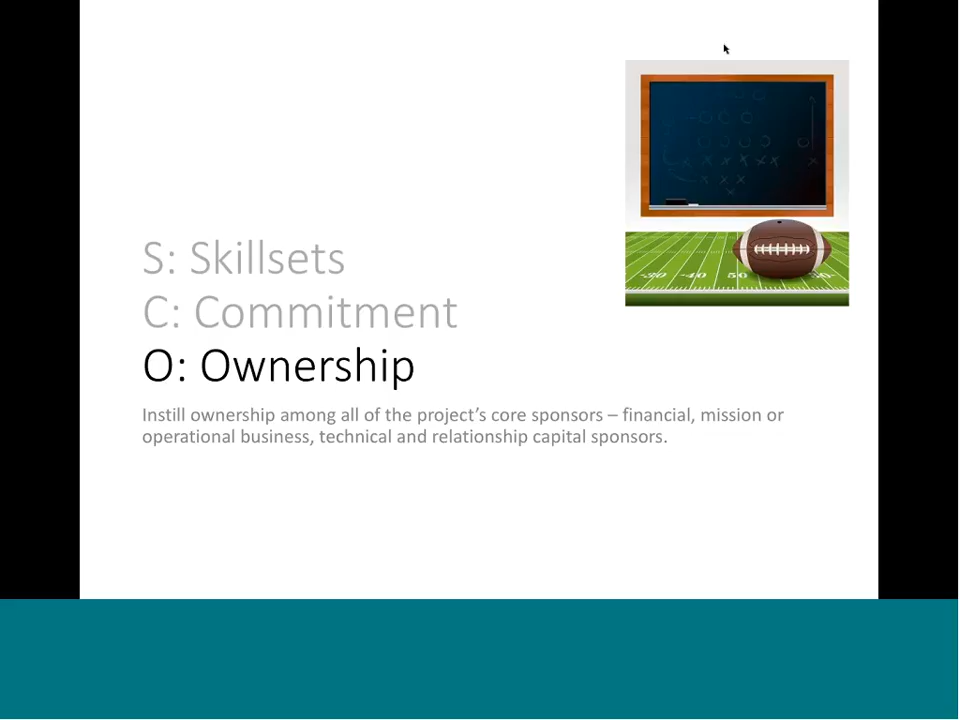 S: Skillsets
C: Commitment
O: Ownership
Instill ownership among all of the project's core sponsors – financial, mission or
operational business, technical and relationship capital sponsors.